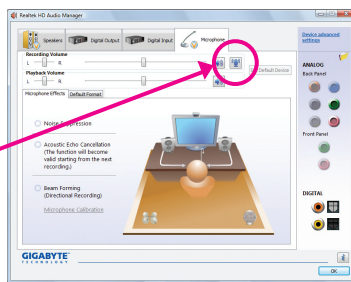 Realtek HD Audio Manager
Speakers
Digital Output
Digital Input
Microphone
Device advanced
settings
Recording Volume
L
R
Default Device
Playback Volume
L
R
Microphone Effects
Default Format
Noise Suppression
Acoustic Echo Cancellation
(The function will become
valid starting from the next
recording.)
Beam Forming
(Directional Recording)
Microphone Calibration
ANALOG
Back Panel
Front Panel
DIGITAL
GIGABYTE
TECHNOLOGY
OK